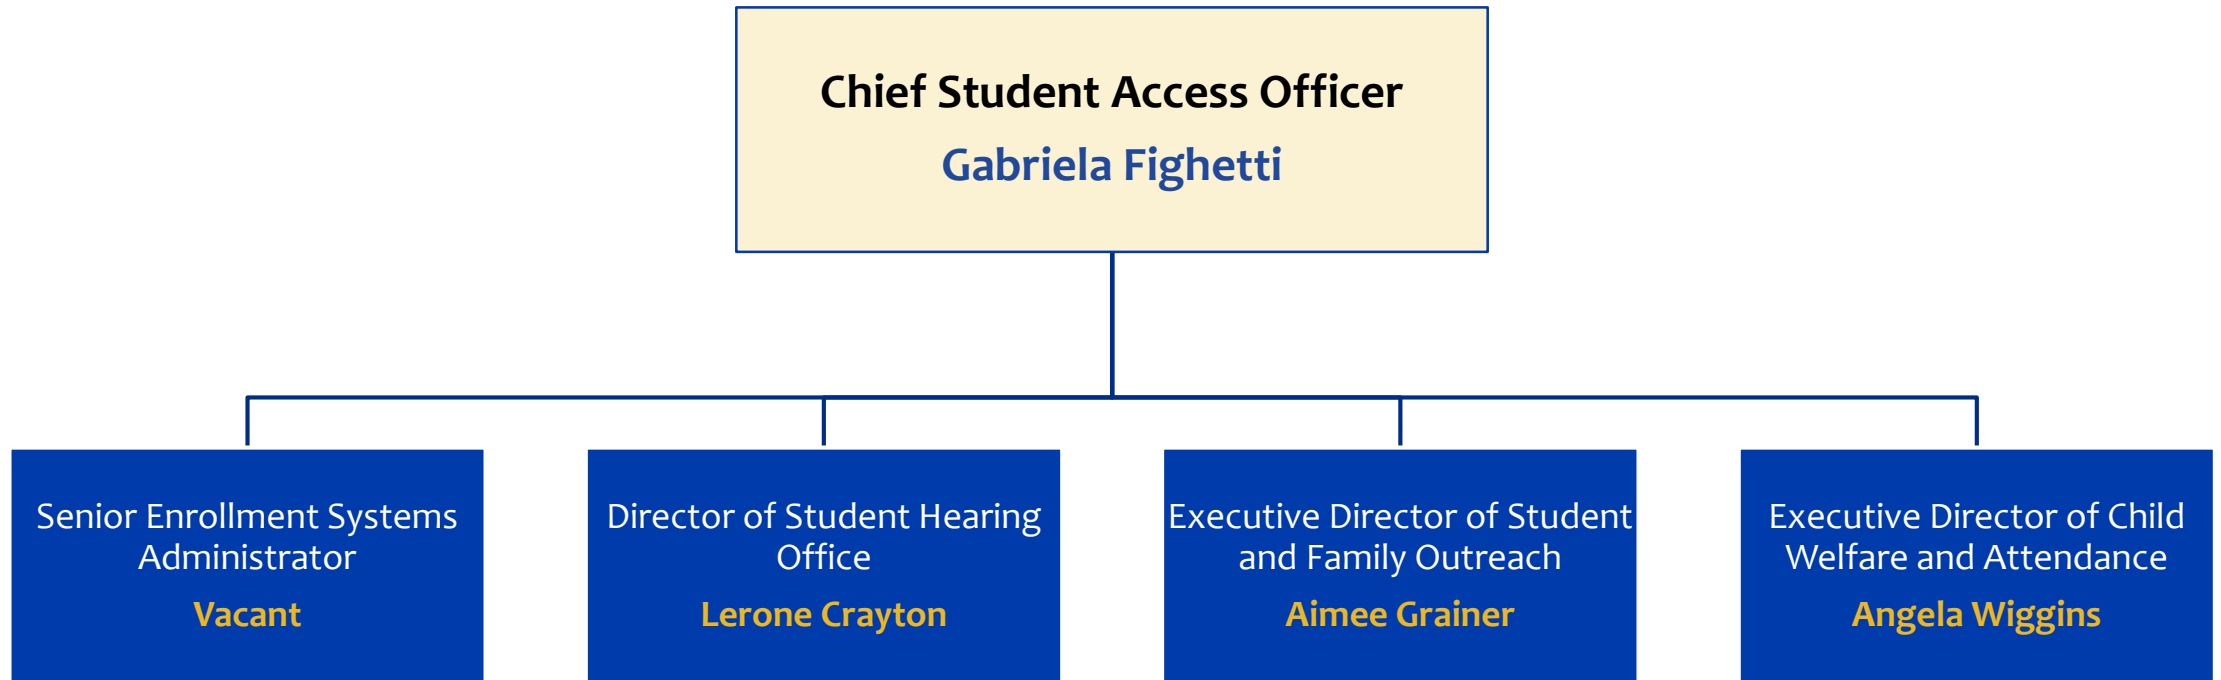 Chief Student Access Officer
Gabriela Fighetti
Senior Enrollment Systems
Administrator
Vacant
Director of Student Hearing
Office
Lerone Crayton
Executive Director of Student
and Family Outreach
Aimee Grainer
Executive Director of Child
Welfare and Attendance
Angela Wiggins